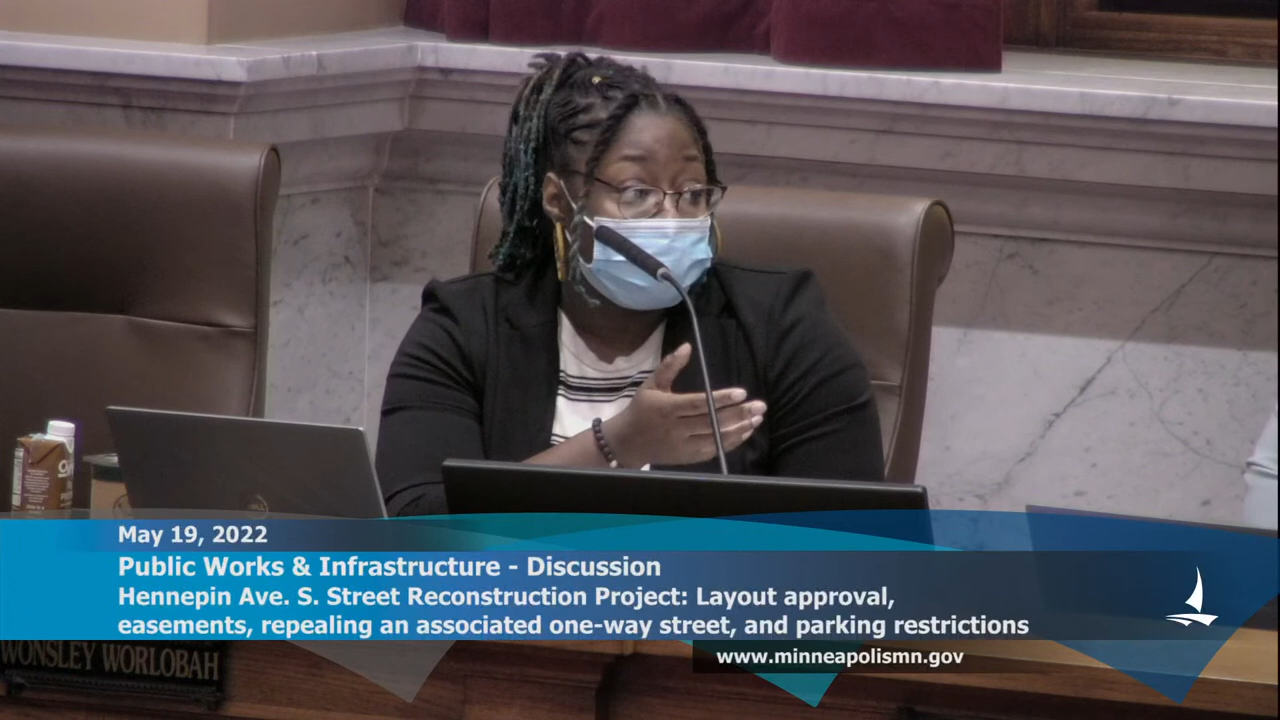 May 19, 2022
Public Works & Infrastructure - Discussion
Hennepin Ave. S. Street Reconstruction Project: Layout approval,
easements, repealing an associated one-way street, and parking restrictions
WONSLEY WORLOBAH
www.minneapolismn.gov